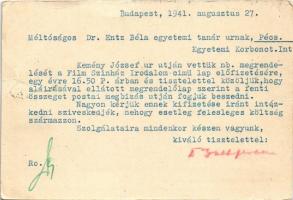 Budapest, 1941. augusztus 27.
Méltóságos Dr. Entz Béla egyetemi tanár urnak, Pécs.
Egyetemi Korbonct.Int
Kemény József ur utján vettük nb. megrende-
lését a Film Szinház Irodalom cimü lap előfizetésére,
egy évre 16.50 P. árban és tisztelettel közöljük, hogy
aláirásával ellátott megrendelőlap szerint a fenti
összeget postai megbizás utján fogjuk beszedni.
Nagyon kérjük ennek kifizetése iránt intéz-
kedni sziveskedjék, nehogy esetleg felesleges költség
származzon.
Szolgálataira mindenkor készen vagyunk,
kiváló tisztelettel:
Ro.